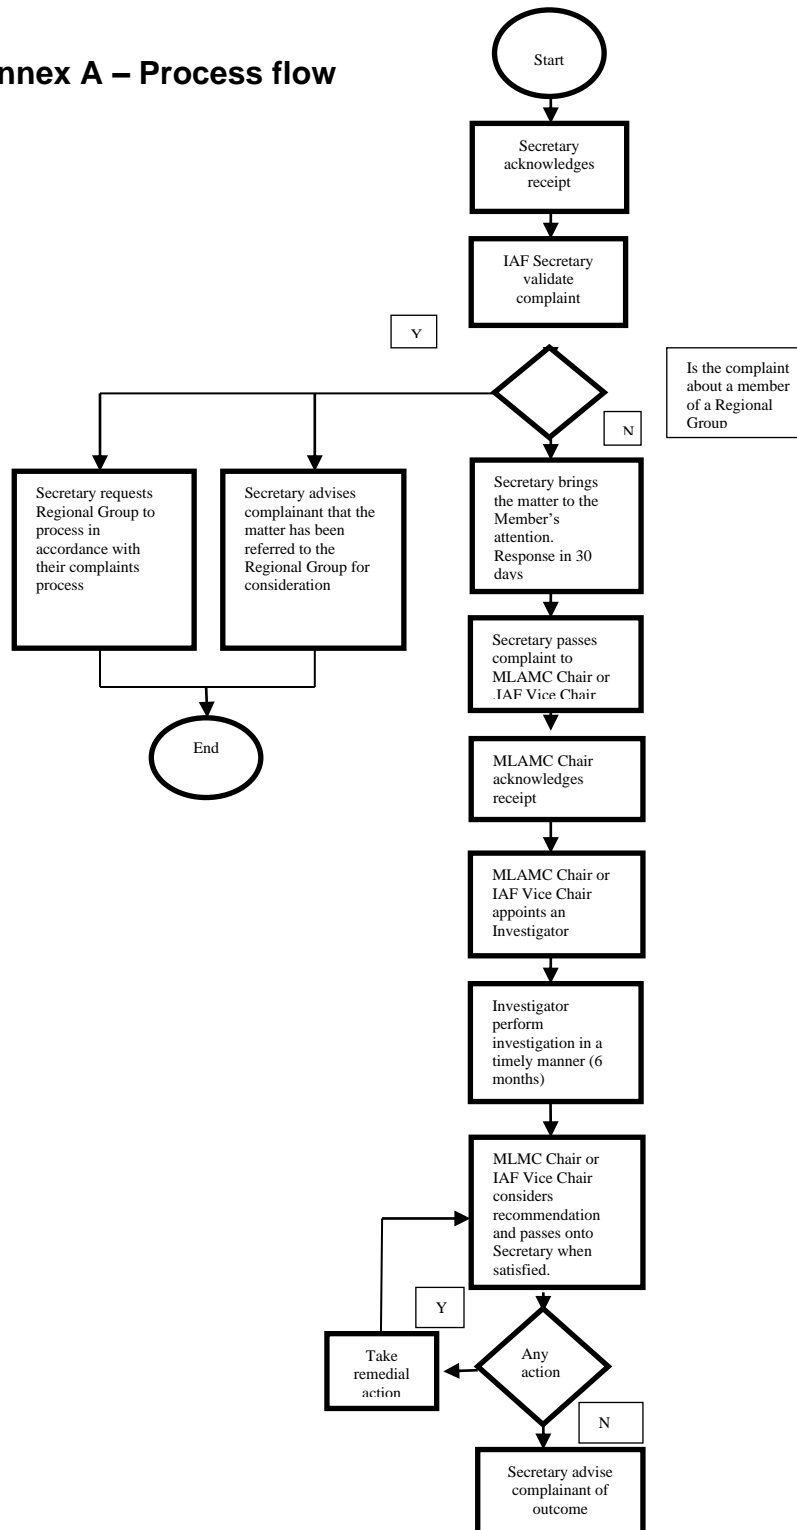 nnex A – Process flow
Start
Secretary
acknowledges
receipt
IAF Secretary
validate
complaint
Y
Is the complaint
about a member
of a Regional
Group
N
Secretary requests
Regional Group to
process in
accordance with
their complaints
process
Secretary advises
complainant that the
matter has been
referred to the
Regional Group for
consideration
Secretary brings
the matter to the
Member’s
attention.
Response in 30
days
Secretary passes
complaint to
MLAMC Chair or
IAF Vice Chair
End
MLAMC Chair
acknowledges
receipt
MLAMC Chair or
IAF Vice Chair
appoints an
Investigator
Investigator
perform
investigation in a
timely manner (6
months)
MLMC Chair or
IAF Vice Chair
considers
recommendation
and passes onto
Secretary when
satisfied.
Y
Take
remedial
action
Any
action
N
Secretary advise
complainant of
outcome